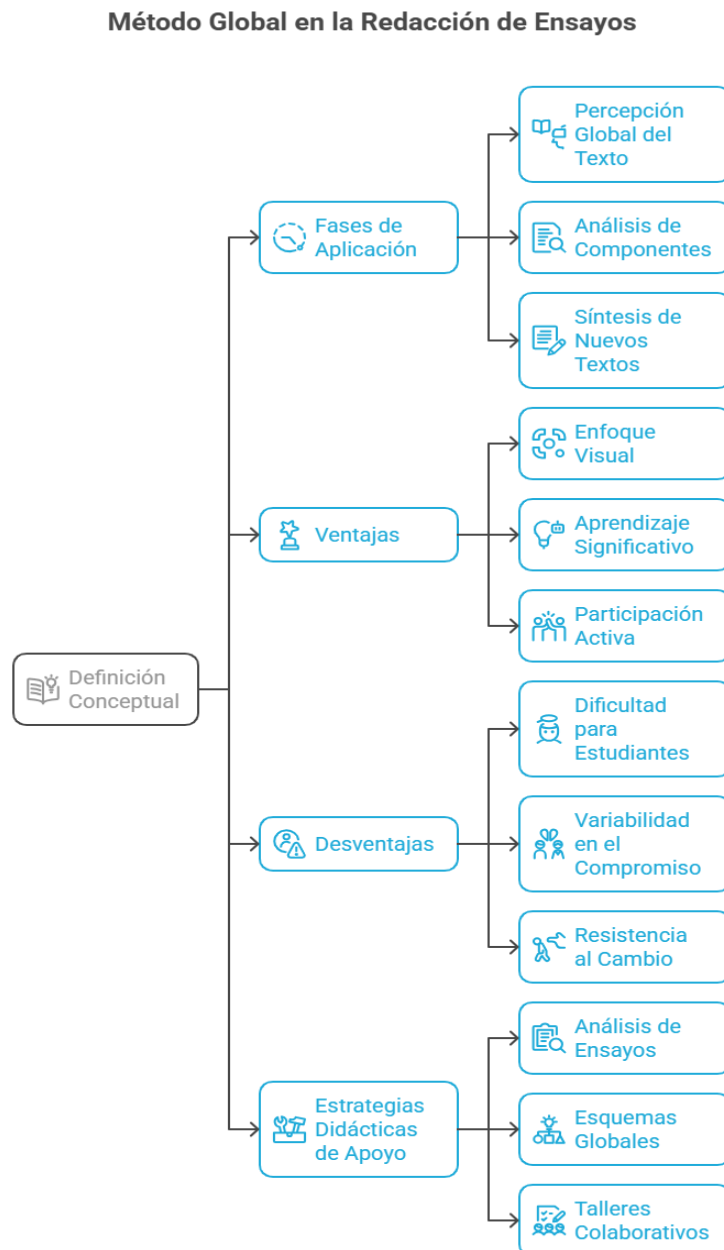 Método Global en la Redacción de Ensayos
Percepción
Global del
Texto
Fases de
Aplicación
Análisis de
Componentes
Síntesis de
Nuevos
Textos
Enfoque
Visual
Ventajas
Aprendizaje
Significativo
Participación
Activa
Definición
Conceptual
Dificultad
para
Estudiantes
Desventajas
Variabilidad
en el
Compromiso
Resistencia
al Cambio
Análisis de
Ensayos
Estrategias
Didácticas
de Apoyo
Esquemas
Globales
Talleres
Colaborativos